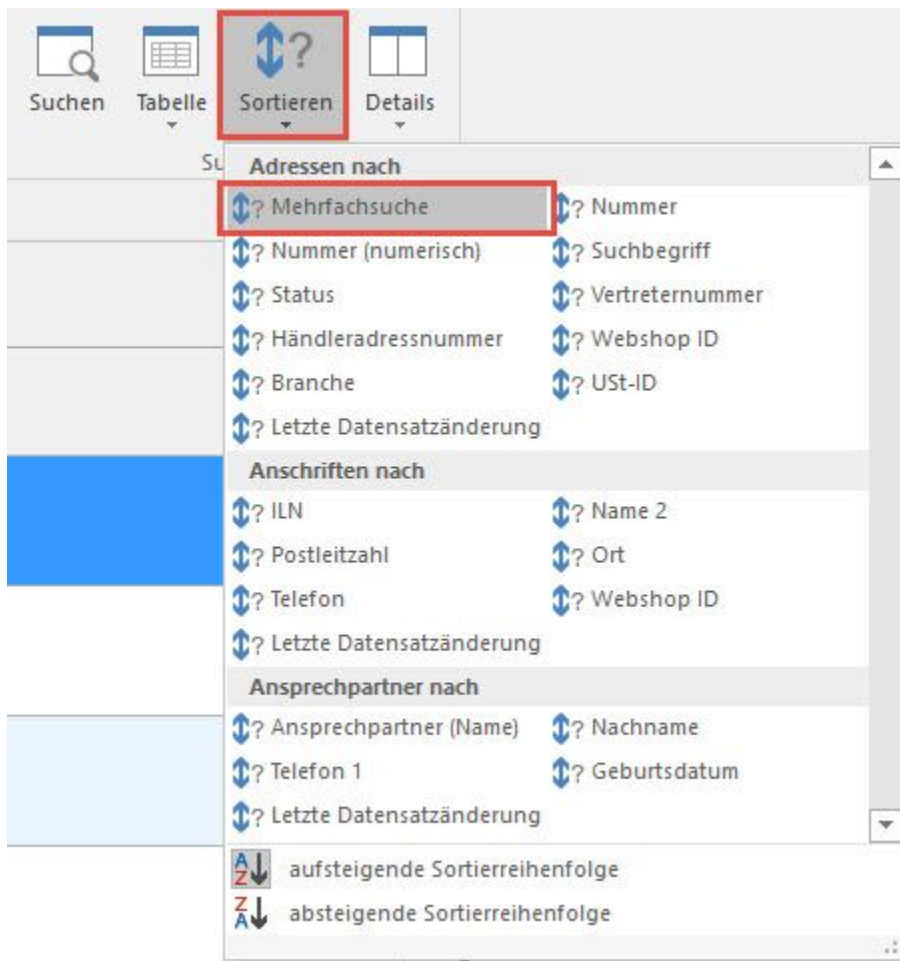 Suchen Tabelle Sortieren Details
Su
Adressen nach
? Mehrfachsuche ? Nummer
? Nummer (numerisch) ? Suchbegriff
? Status ? Vertreternummer
? Händleradressnummer ? Webshop ID
? Branche ? USt-ID
? Letzte Datensatzänderung
Anschriften nach
? ILN ? Name 2
? Postleitzahl ? Ort
? Telefon ? Webshop ID
? Letzte Datensatzänderung
Ansprechpartner nach
? Ansprechpartner (Name) ? Nachname
? Telefon 1 ? Geburtsdatum
? Letzte Datensatzänderung
AZ aufsteigende Sortierreihenfolge
ZA absteigende Sortierreihenfolge